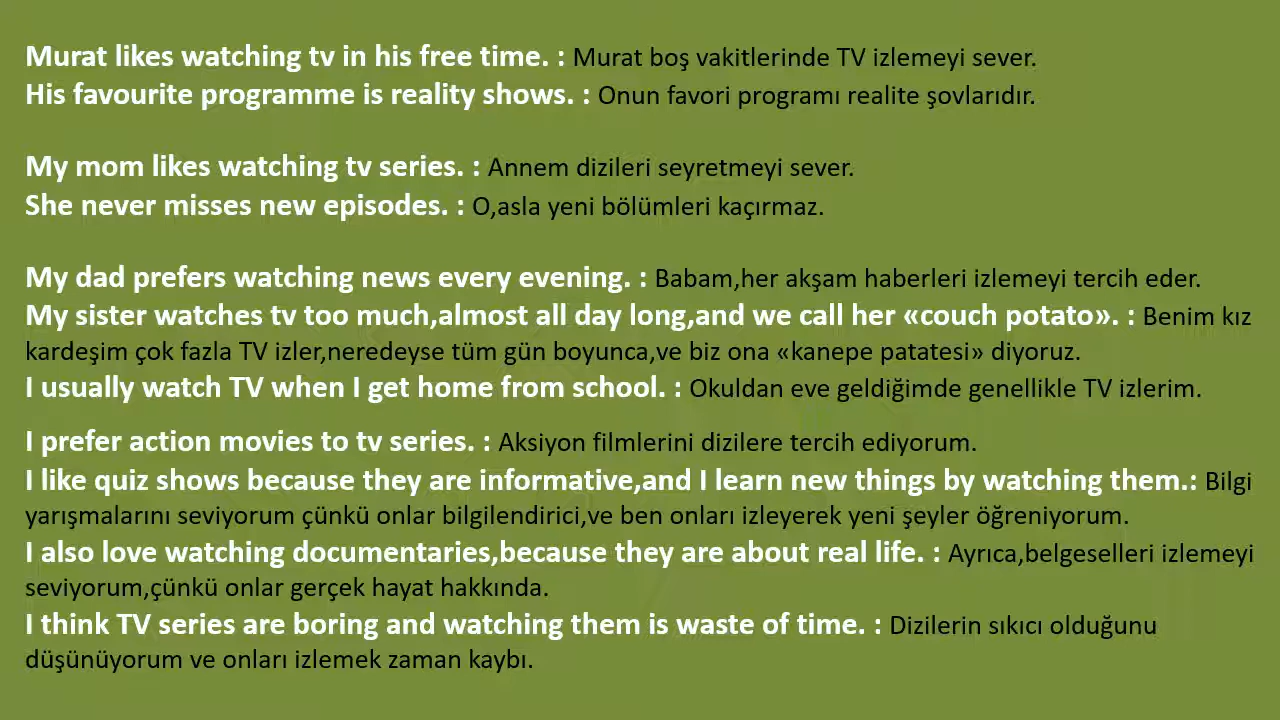 Murat likes watching tv in his free time. : Murat boş vakitlerinde TV izlemeyi sever.
His favourite programme is reality shows. : Onun favori programı realite şovlarıdır.
My mom likes watching tv series. : Annem dizileri seyretmeyi sever.
She never misses new episodes. : O,asla yeni bölümleri kaçırmaz.
My dad prefers watching news every evening. : Babam,her akşam haberleri izlemeyi tercih eder.
My sister watches tv too much,almost all day long,and we call her «couch potato». : Benim kız
kardeşim çok fazla TV izler,neredeyse tüm gün boyunca,ve biz ona «kanepe patatesi» diyoruz.
I usually watch TV when I get home from school. : Okuldan eve geldiğimde genellikle TV izlerim.
I prefer action movies to tv series. : Aksiyon filmlerini dizilere tercih ediyorum.
I like quiz shows because they are informative,and I learn new things by watching them.: Bilgi
yarışmalarını seviyorum çünkü onlar bilgilendirici,ve ben onları izleyerek yeni şeyler öğreniyorum.
I also love watching documentaries,because they are about real life. : Ayrıca,belgeselleri izlemeyi
seviyorum,çünkü onlar gerçek hayat hakkında.
I think TV series are boring and watching them is waste of time. : Dizilerin sıkıcı olduğunu
düşünüyorum ve onları izlemek zaman kaybı.